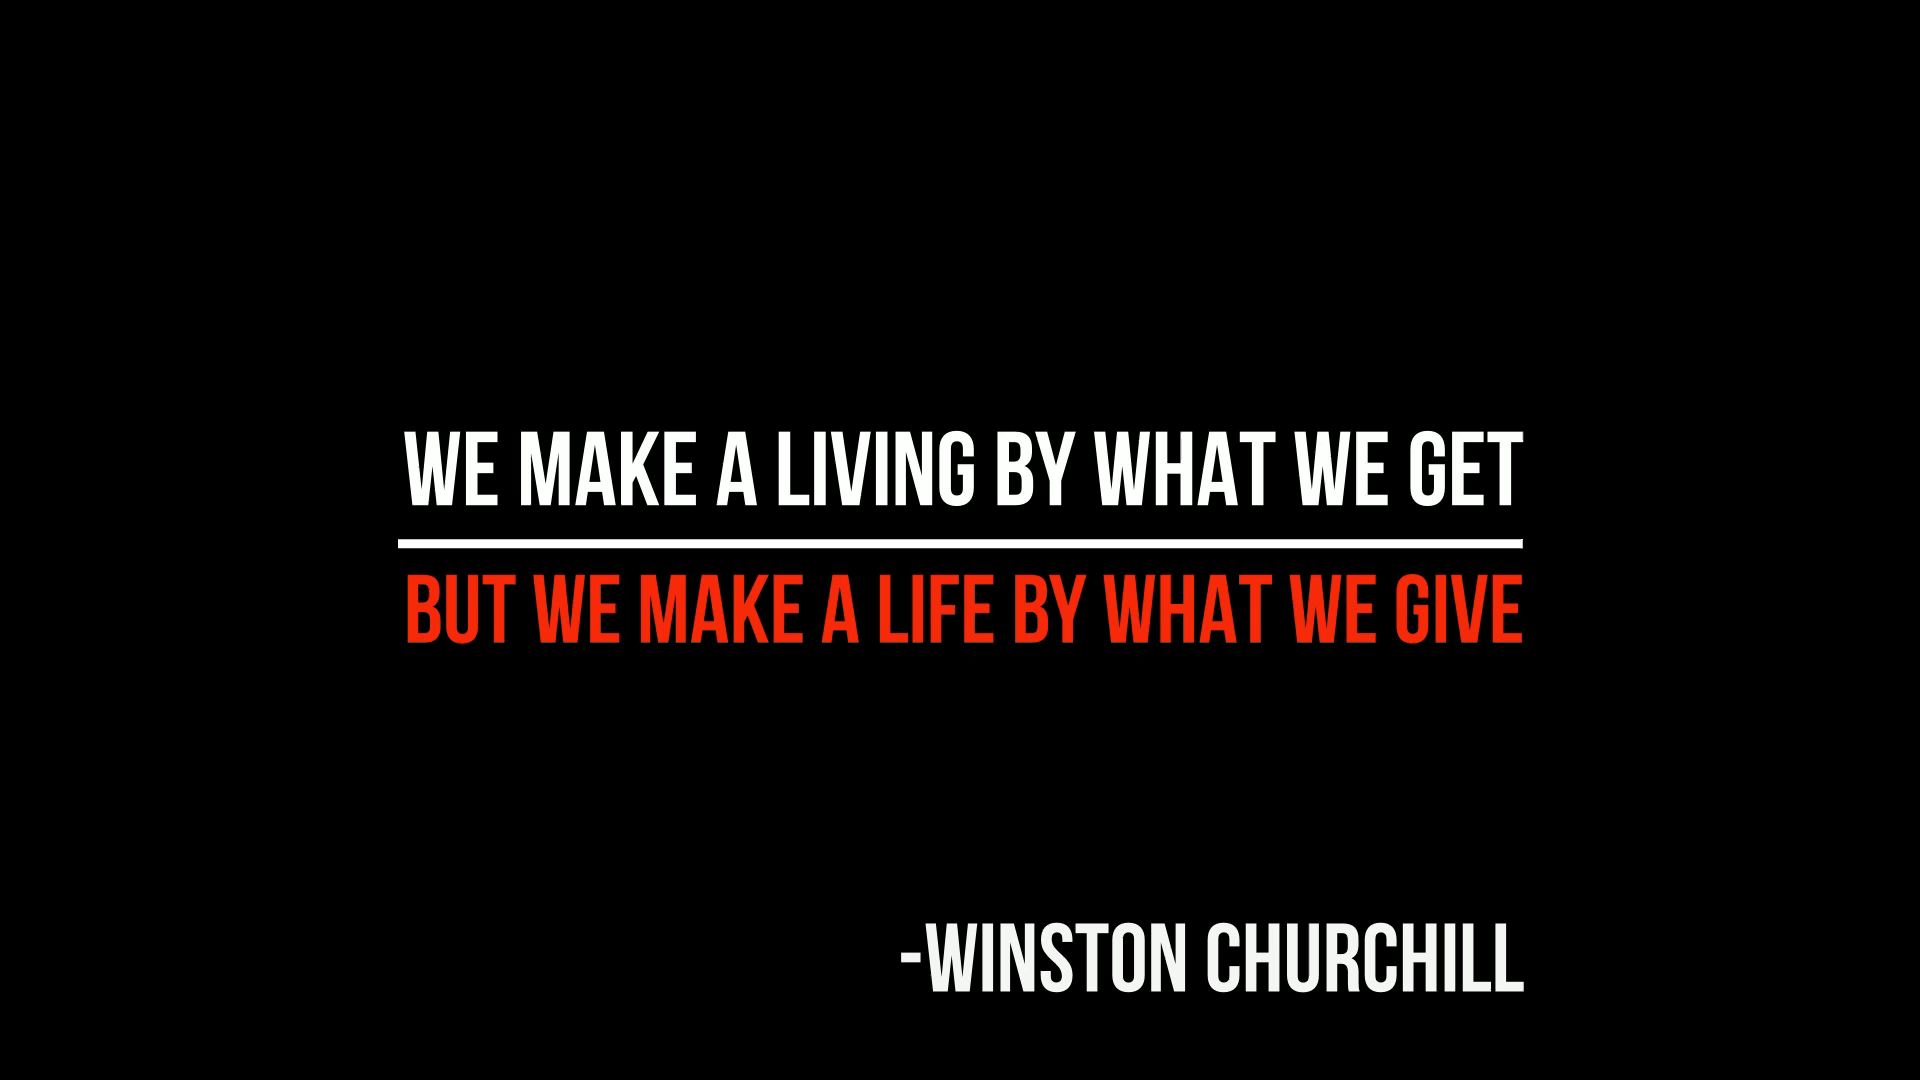 WE MAKE A LIVING BY WHAT WE GET
BUT WE MAKE A LIFE BY WHAT WE GIVE
-WINSTON CHURCHILL